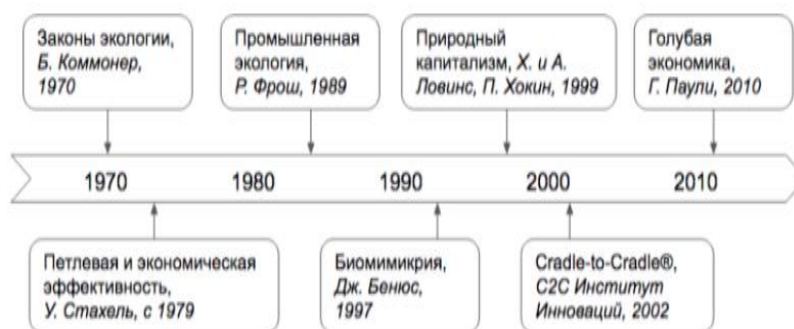 Законы экологии,
Б. Коммонер,
1970
Промышленная
экология,
Р. Фрош, 1989
Природный
капитализм, Х. и А.
Ловинс, П. Хокин, 1999
Голубая
экономика,
Г. Паули, 2010
1970 1980 1990 2000 2010
Петлевая и экономическая
эффективность,
У. Стахель, с 1979
Биомимикрия,
Дж. Бенюс,
1997
Cradle-to-Cradle®,
C2C Институт
Инноваций, 2002